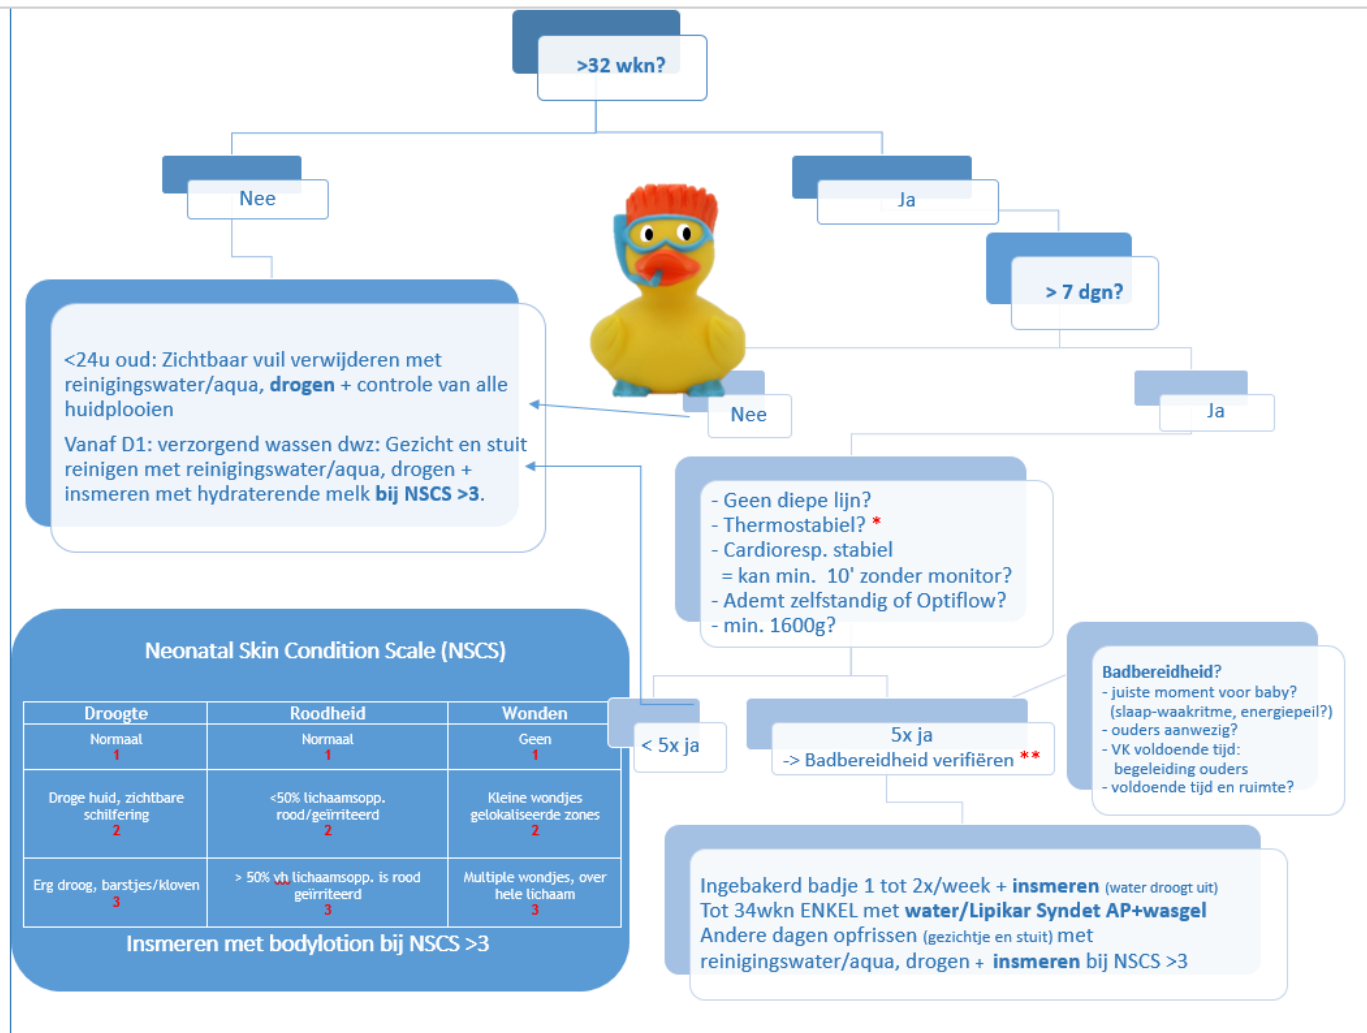 >32 wkn?
Nee
Ja
> 7 dgn?
<24u oud: Zichtbaar vuil verwijderen met
reinigingswater/aqua, drogen + controle van alle
huidplooien
Vanaf D1: verzorgend wassen dwz: Gezicht en stuit
reinigen met reinigingswater/aqua, drogen +
insmeren met hydraterende melk bij NSCS >3.
Nee
Ja
- Geen diepe lijn?
- Thermostabiel? *
- Cardioresp. stabiel
= kan min. 10' zonder monitor?
- Ademt zelfstandig of Optiflow?
- min. 1600g?
< 5x ja
5x ja
-> Badbereidheid verifiëren **
Badbereidheid?
- juiste moment voor baby?
(slaap-waakritme, energiepeil?)
- ouders aanwezig?
- VK voldoende tijd:
begeleiding ouders
- voldoende tijd en ruimte?
Neonatal Skin Condition Scale (NSCS)
Droogte Roodheid Wonden
Normaal Normaal Geen
1 1 1
Droge huid, zichtbare <50% lichaamsopp. Kleine wondjes
schilfering rood/geïrriteerd gelokaliseerde zones
2 2 2
Erg droog, barstjes/kloven > 50% vh lichaamsopp. is rood Multiple wondjes, over
geïrriteerd hele lichaam
3 3 3
Insmeren met bodylotion bij NSCS >3
Ingebakerd badje 1 tot 2x/week + insmeren (water droogt uit)
Tot 34wkn ENKEL met water/Lipikar Syndet AP+wasgel
Andere dagen opfrissen (gezichtje en stuit) met
reinigingswater/aqua, drogen + insmeren bij NSCS >3